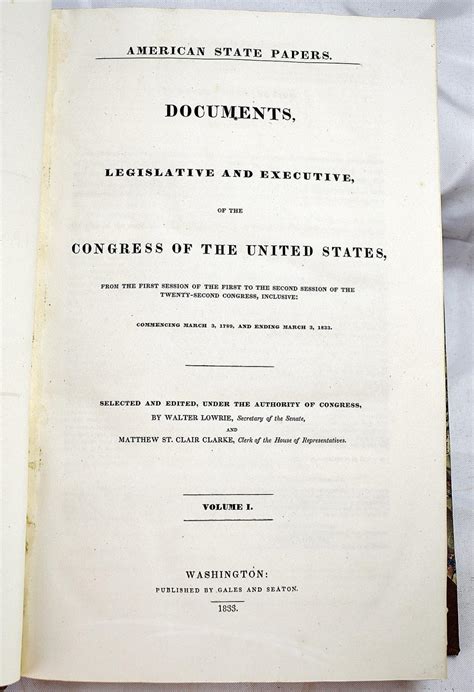 AMERICAN STATE PAPERS.
DOCUMENTS,
LEGISLATIVE AND EXECUTIVE,
OF THE
CONGRESS OF THE UNITED STATES,
FROM THE FIRST SESSION OF THE FIRST TO THE SECOND SESSION OF THE
TWENTY-SECOND CONGRESS, INCLUSIVE:
COMMENCING MARCH 3, 1789, AND ENDING MARCH 3, 1833.
SELECTED AND EDITED, UNDER THE AUTHORITY OF CONGRESS,
BY WALTER LOWRIE, Secretary of the Senate,
AND
MATTHEW ST. CLAIR CLARKE, Clerk of the House of Representatives.
VOLUME I.
WASHINGTON:
PUBLISHED BY GALES AND SEATON.
1833.